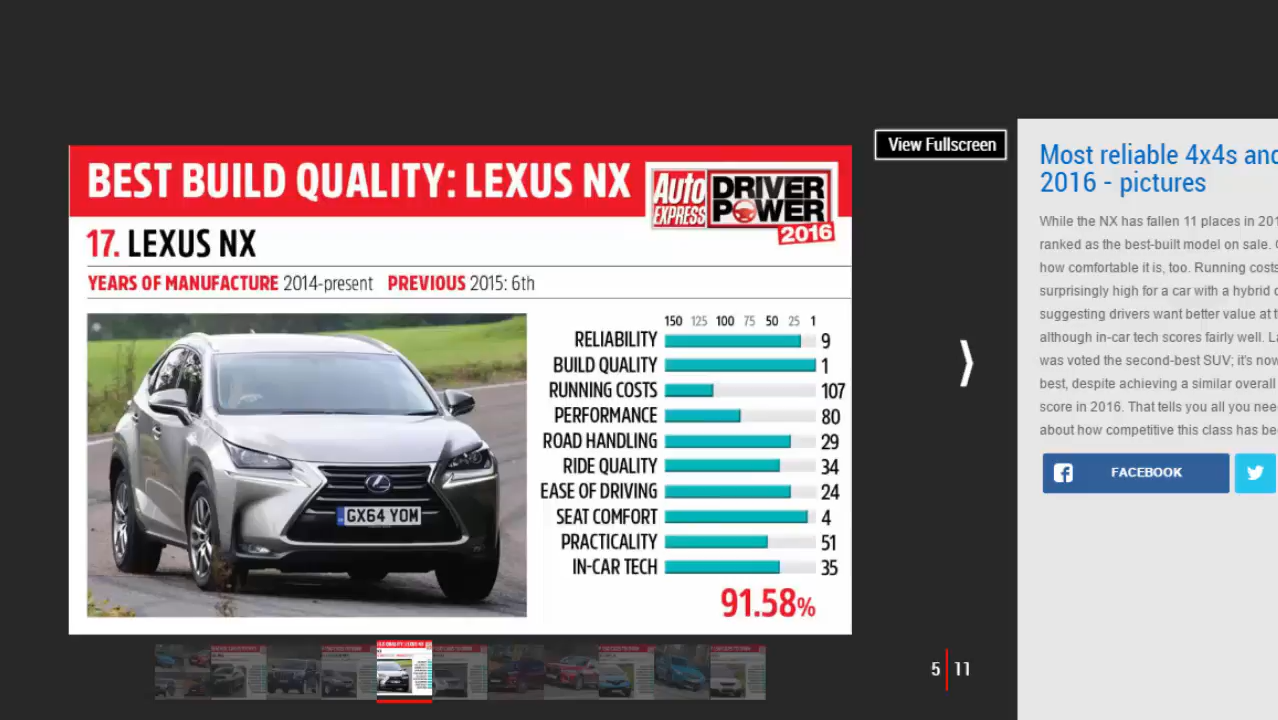 View Fullscreen
BEST BUILD QUALITY: LEXUS NX
AUTO EXPRESS DRIVER POWER 2016
17. LEXUS NX
YEARS OF MANUFACTURE 2014-present PREVIOUS 2015: 6th
150 125 100 75 50 25 1
RELIABILITY 9
BUILD QUALITY 1
RUNNING COSTS 107
PERFORMANCE 80
ROAD HANDLING 29
RIDE QUALITY 34
EASE OF DRIVING 24
SEAT COMFORT 4
PRACTICALITY 51
IN-CAR TECH 35
91.58%
GX64 YOM
5 11
Most reliable 4x4s and
2016 - pictures
While the NX has fallen 11 places in 201
ranked as the best-built model on sale.
how comfortable it is, too. Running costs
surprisingly high for a car with a hybrid
suggesting drivers want better value at t
although in-car tech scores fairly well. La
was voted the second-best SUV; it's now
best, despite achieving a similar overall
score in 2016. That tells you all you nee
about how competitive this class has be
FACEBOOK